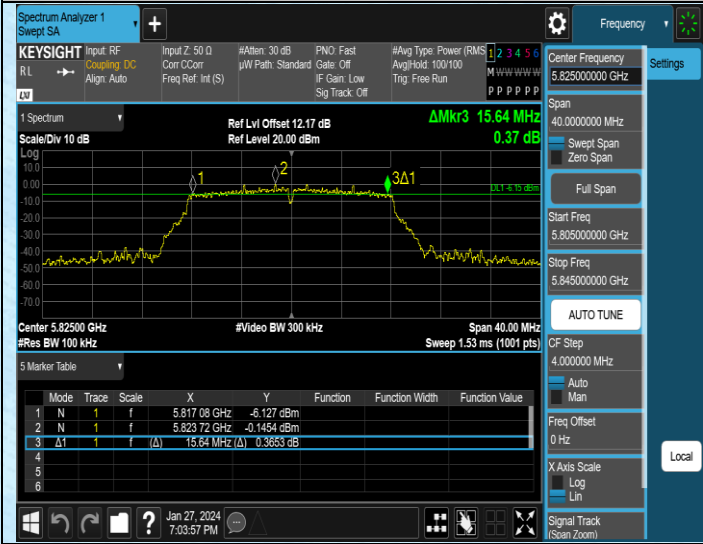 Spectrum Analyzer 1
Swept SA
+
Frequency
KEYSIGHT Input: RF
RL Coupling: DC
Align: Auto
LXI
Input Z: 50 Ω
Corr CCorr
Freq Ref: Int (S)
#Atten: 30 dB
µW Path: Standard
PNO: Fast
Gate: Off
IF Gain: Low
Sig Track: Off
#Avg Type: Power (RMS
Avg|Hold: 100/100
Trig: Free Run
1 2 3 4 5 6
M W W W W W
P P P P P P
1 Spectrum
Scale/Div 10 dB
Ref Lvl Offset 12.17 dB
Ref Level 20.00 dBm
ΔMkr3 15.64 MHz
0.37 dB
Log
10.0
0.00
-10.0
-20.0
-30.0
-40.0
-50.0
-60.0
-70.0
1
2
3Δ1
DL1 -6.15 dBm
Center 5.82500 GHz
#Video BW 300 kHz
Span 40.00 MHz
#Res BW 100 kHz
Sweep 1.53 ms (1001 pts)
5 Marker Table
Mode Trace Scale X Y Function Function Width Function Value
1 N 1 f 5.817 08 GHz -6.127 dBm
2 N 1 f 5.823 72 GHz -0.1454 dBm
3 Δ1 1 f (Δ) 15.64 MHz (Δ) 0.3653 dB
4
5
6
?
Jan 27, 2024
7:03:57 PM
Center Frequency
5.825000000 GHz
Settings
Span
40.0000000 MHz
Swept Span
Zero Span
Full Span
Start Freq
5.805000000 GHz
Stop Freq
5.845000000 GHz
AUTO TUNE
CF Step
4.000000 MHz
Auto
Man
Freq Offset
0 Hz
Local
X Axis Scale
Log
Lin
Signal Track
(Span Zoom)